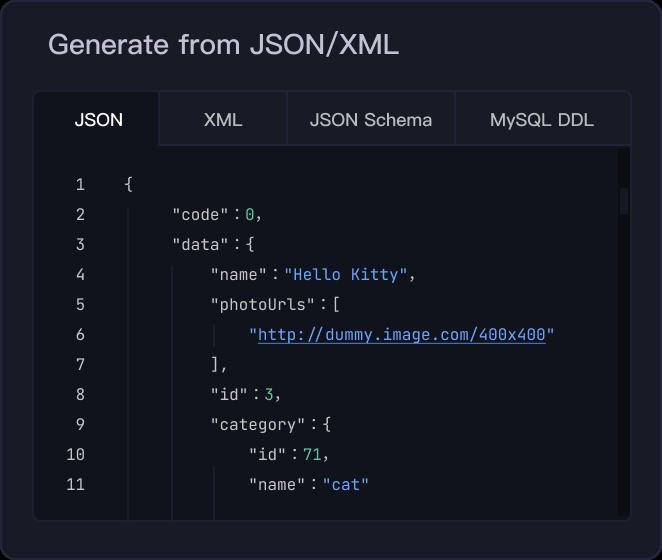 Generate from JSON/XML
JSON XML JSON Schema MySQL DDL
1 {
2 "code":0,
3 "data":{
4 "name":"Hello Kitty",
5 "photoUrls":[
6 "http://dummy.image.com/400x400"
7 ],
8 "id":3,
9 "category":{
10 "id":71,
11 "name":"cat"